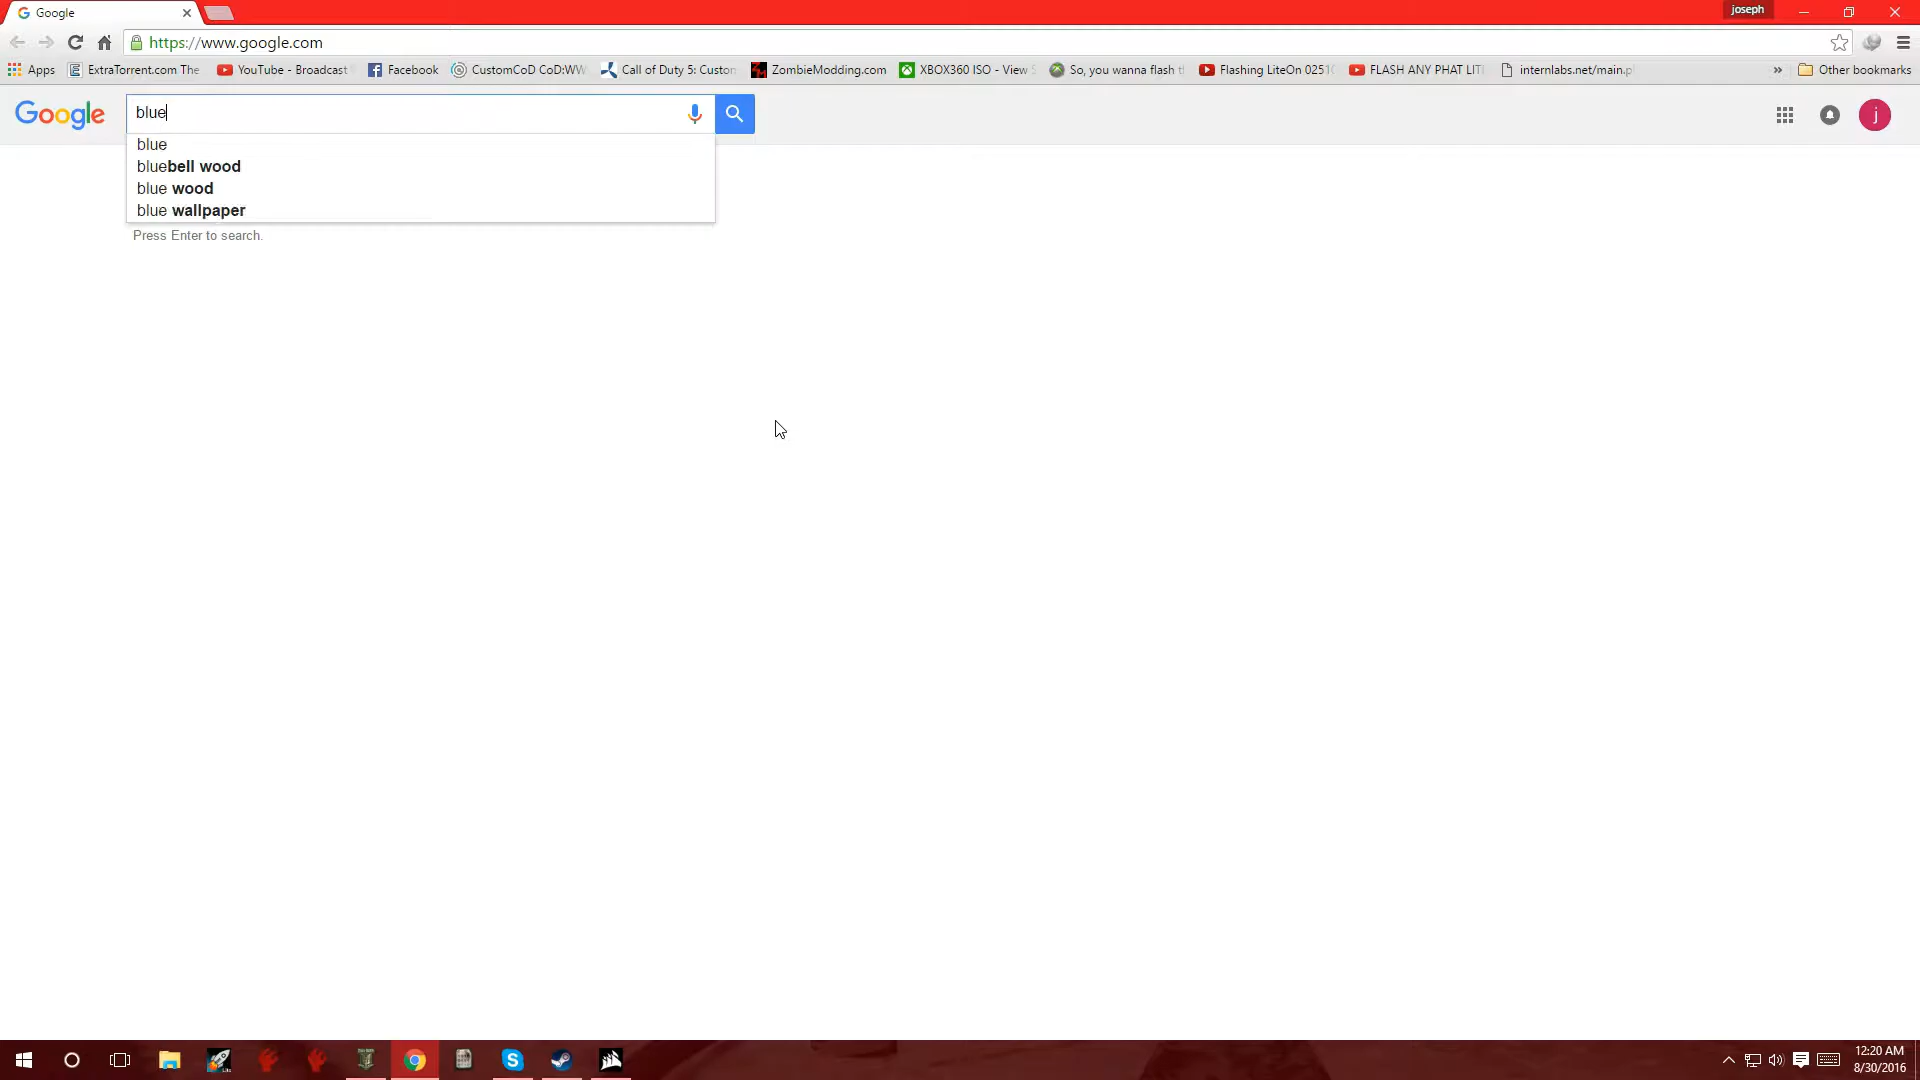 Google
joseph
https://www.google.com
Apps
ExtraTorrent.com The
YouTube - Broadcast
Facebook
CustomCoD CoD:WW
Call of Duty 5: Custom
ZombieModding.com
XBOX360 ISO - View
So, you wanna flash t
Flashing LiteOn 0251
FLASH ANY PHAT LIT
internlabs.net/main.p
»
Other bookmarks
Google
blue
j
blue
bluebell wood
blue wood
blue wallpaper
Press Enter to search.
12:20 AM
8/30/2016